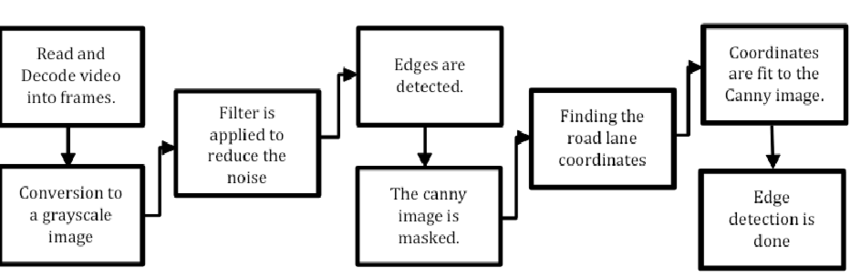 Read and
Decode video
into frames.
Conversion to
a grayscale
image
Filter is
applied to
reduce the
noise
Edges are
detected.
The canny
image is
masked.
Finding the
road lane
coordinates
Coordinates
are fit to the
Canny image.
Edge
detection is
done